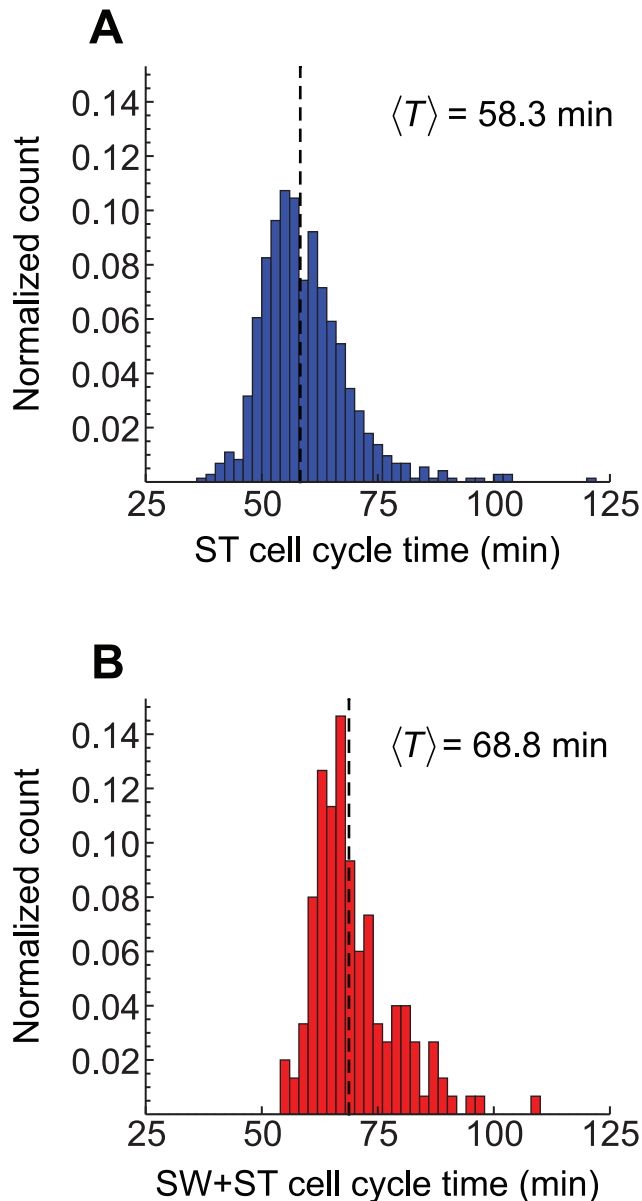 A
⟨T⟩ = 58.3 min
Normalized count
0.14
0.12
0.10
0.08
0.06
0.04
0.02
25 50 75 100 125
ST cell cycle time (min)
B
⟨T⟩ = 68.8 min
Normalized count
0.14
0.12
0.10
0.08
0.06
0.04
0.02
25 50 75 100 125
SW+ST cell cycle time (min)